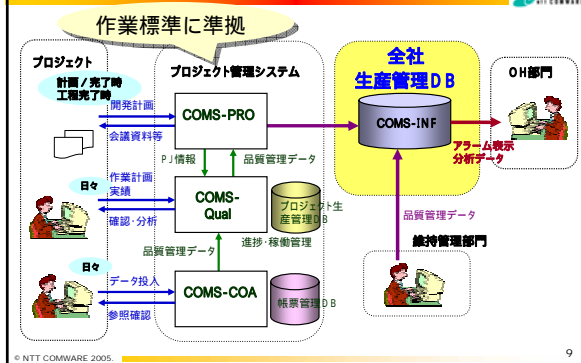 NTT COMWARE
作業標準に準拠
プロジェクト
計画/完了時
工程完了時
開発計画
会議資料等
日々
作業計画
実績
確認・分析
日々
データ投入
参照確認
プロジェクト管理システム
COMS-PRO
PJ情報
品質管理データ
COMS-
Qual
プロジェクト生
産管理DB
進捗・稼働管理
品質管理データ
COMS-COA
帳票管理DB
全社
生産管理DB
COMS-INF
OH部門
アラーム表示
分析データ
品質管理データ
維持管理部門
© NTT COMWARE 2005.
9